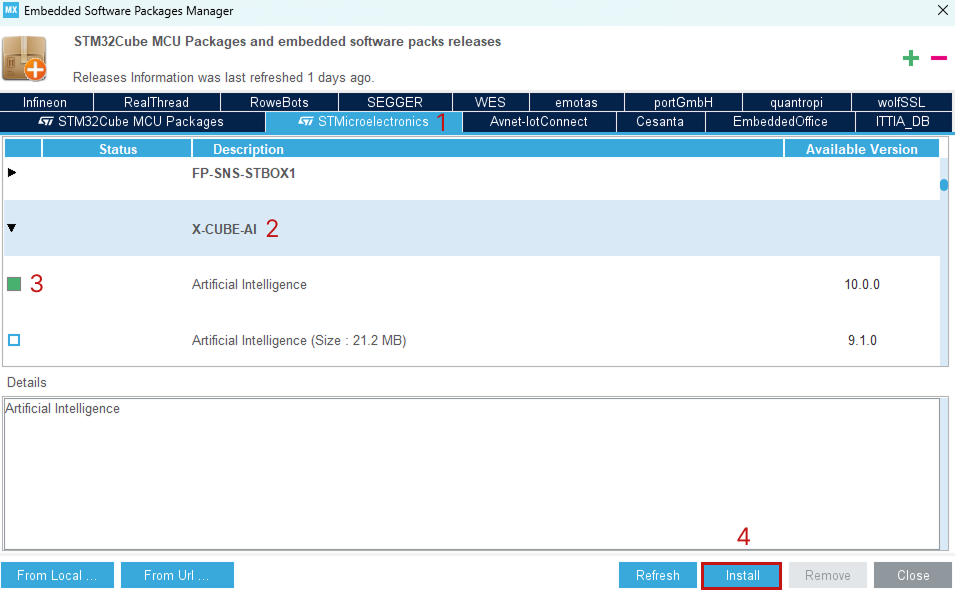 MX Embedded Software Packages Manager
STM32Cube MCU Packages and embedded software packs releases
Releases Information was last refreshed 1 days ago.
Infineon RealThread RoweBots SEGGER WES emotas portGmbH quantropi wolfSSL
STM32Cube MCU Packages STMicroelectronics 1 Avnet-IotConnect Cesanta EmbeddedOffice ITTIA_DB
Status Description Available Version
FP-SNS-STBOX1
X-CUBE-AI 2
3 Artificial Intelligence 10.0.0
Artificial Intelligence (Size : 21.2 MB) 9.1.0
Details
Artificial Intelligence
4
From Local ... From Url ... Refresh Install Remove Close